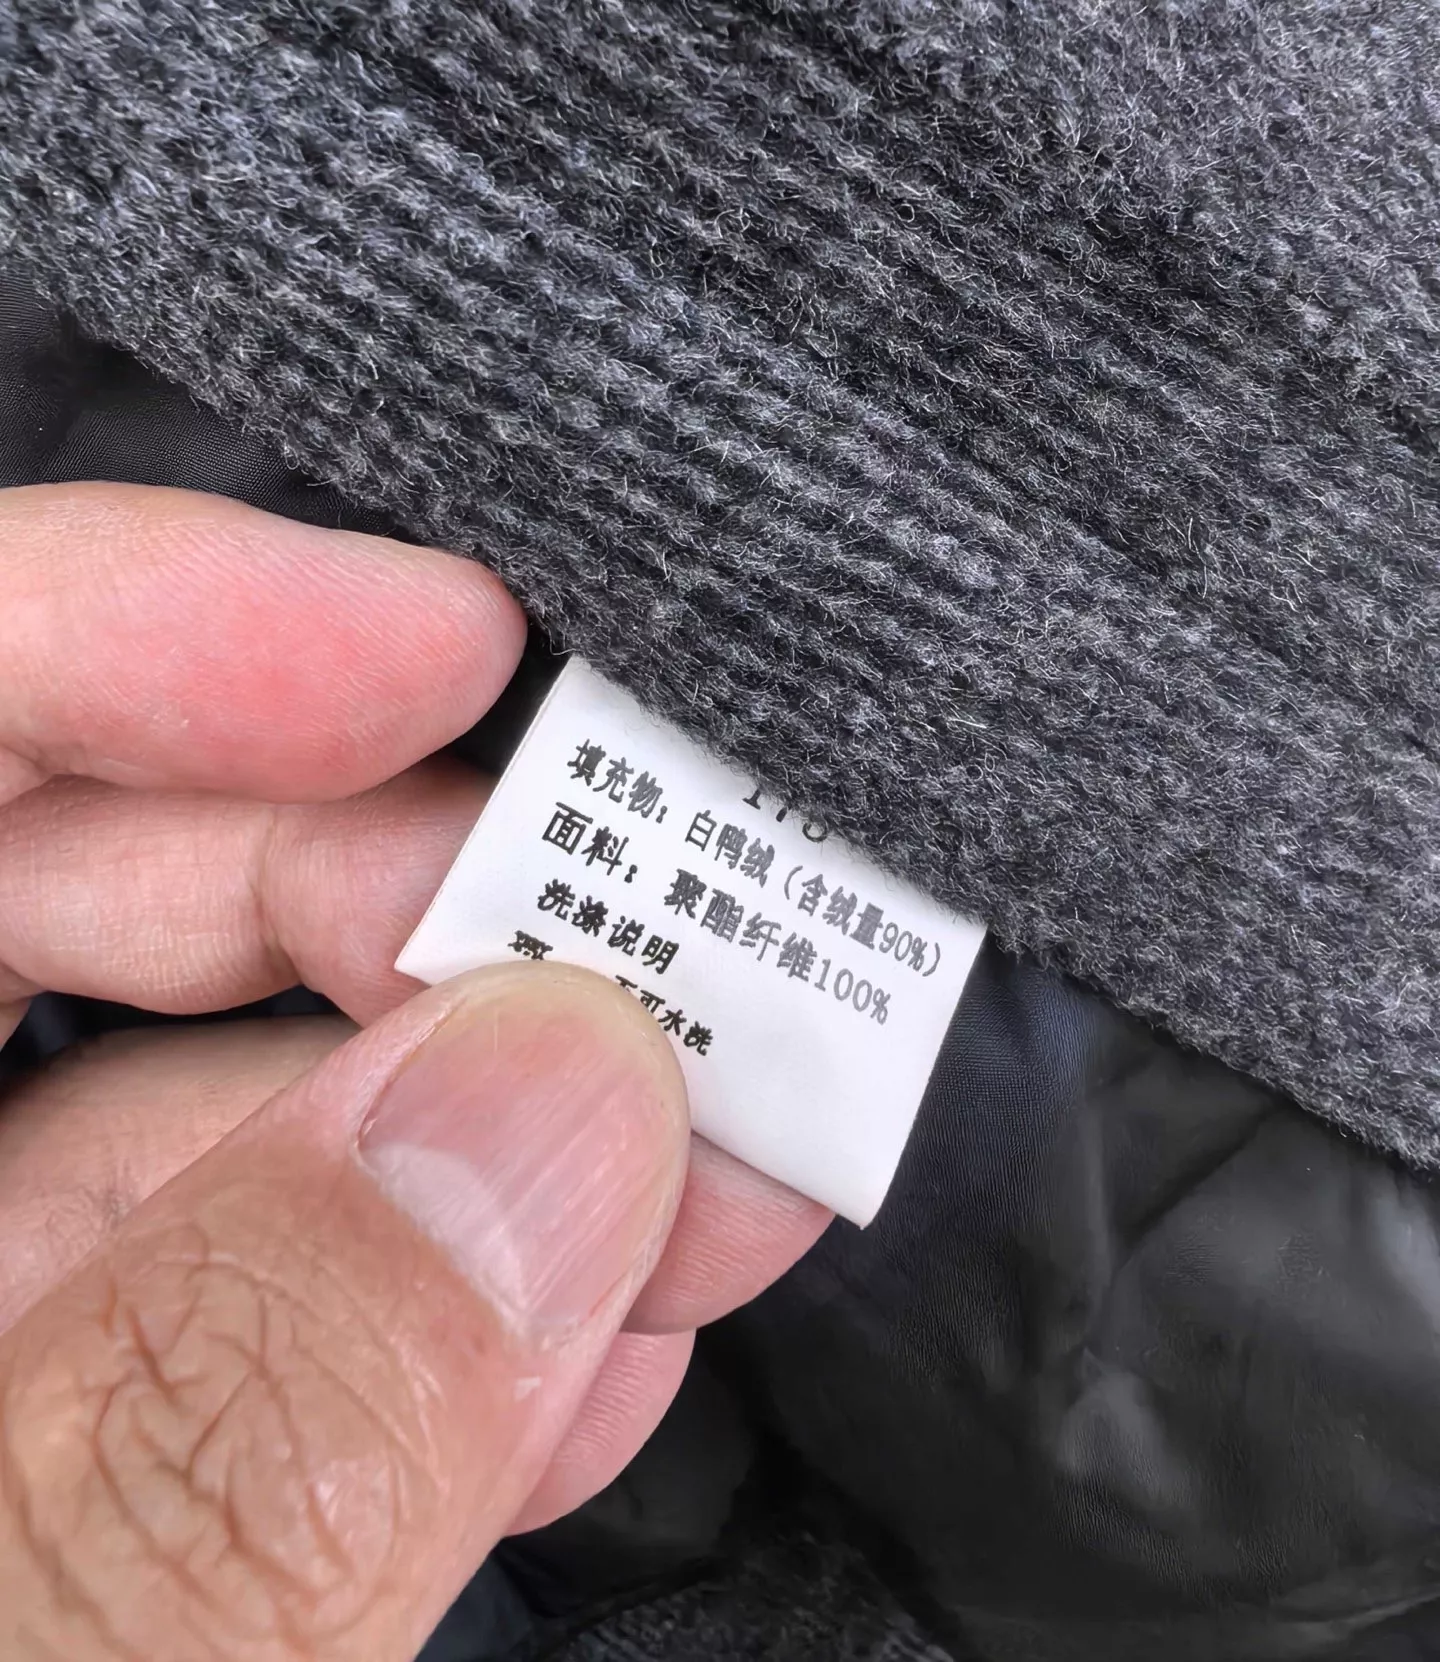 填充物：白鸭绒（含绒量90%）
面料：聚酯纤维100%
洗涤说明
不可水洗